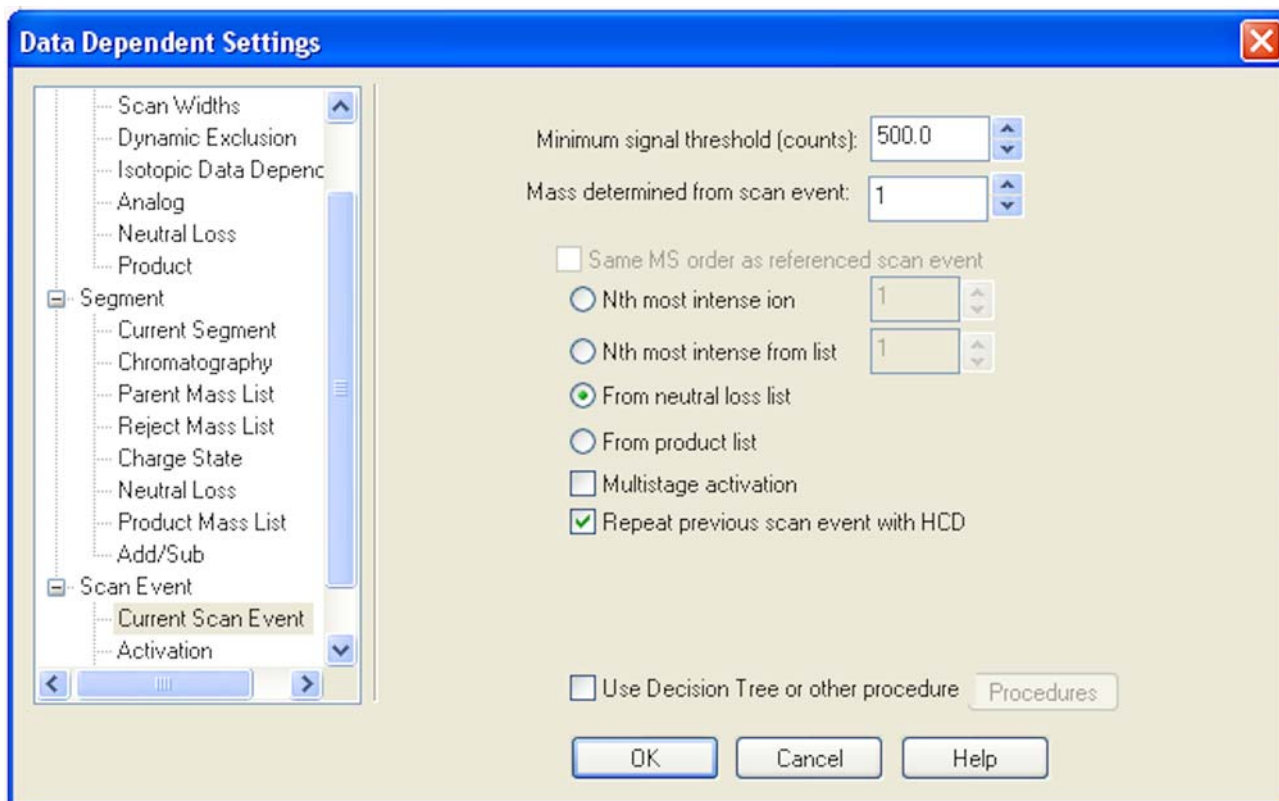 Data Dependent Settings
Scan Widths
Dynamic Exclusion
Isotopic Data Depend
Analog
Neutral Loss
Product
Segment
Current Segment
Chromatography
Parent Mass List
Reject Mass List
Charge State
Neutral Loss
Product Mass List
Add/Sub
Scan Event
Current Scan Event
Activation
Minimum signal threshold (counts): 500.0
Mass determined from scan event: 1
Same MS order as referenced scan event
Nth most intense ion 1
Nth most intense from list 1
From neutral loss list
From product list
Multistage activation
Repeat previous scan event with HCD
Use Decision Tree or other procedure Procedures
OK Cancel Help